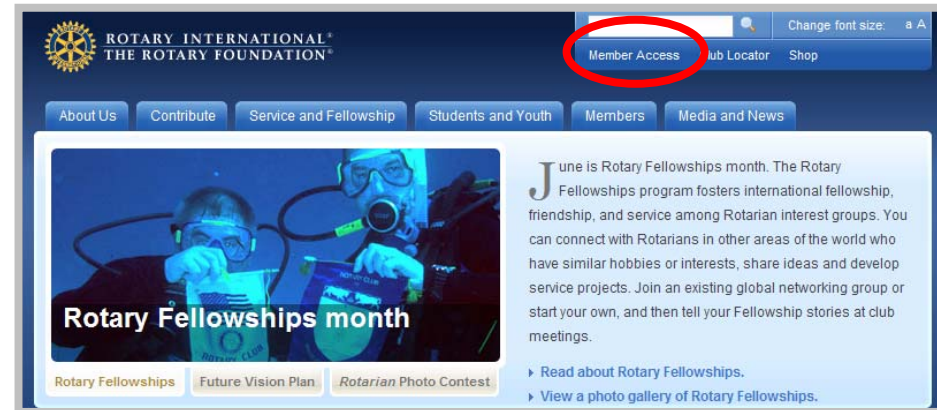 ROTARY INTERNATIONAL®
THE ROTARY FOUNDATION®
Change font size: a A
Member Access
lub Locator
Shop
About Us
Contribute
Service and Fellowship
Students and Youth
Members
Media and News
Rotary Fellowships month
Rotary Fellowships
Future Vision Plan
Rotarian Photo Contest
June is Rotary Fellowships month. The Rotary
Fellowships program fosters international fellowship,
friendship, and service among Rotarian interest groups. You
can connect with Rotarians in other areas of the world who
have similar hobbies or interests, share ideas and develop
service projects. Join an existing global networking group or
start your own, and then tell your Fellowship stories at club
meetings.
Read about Rotary Fellowships.
View a photo gallery of Rotary Fellowships.